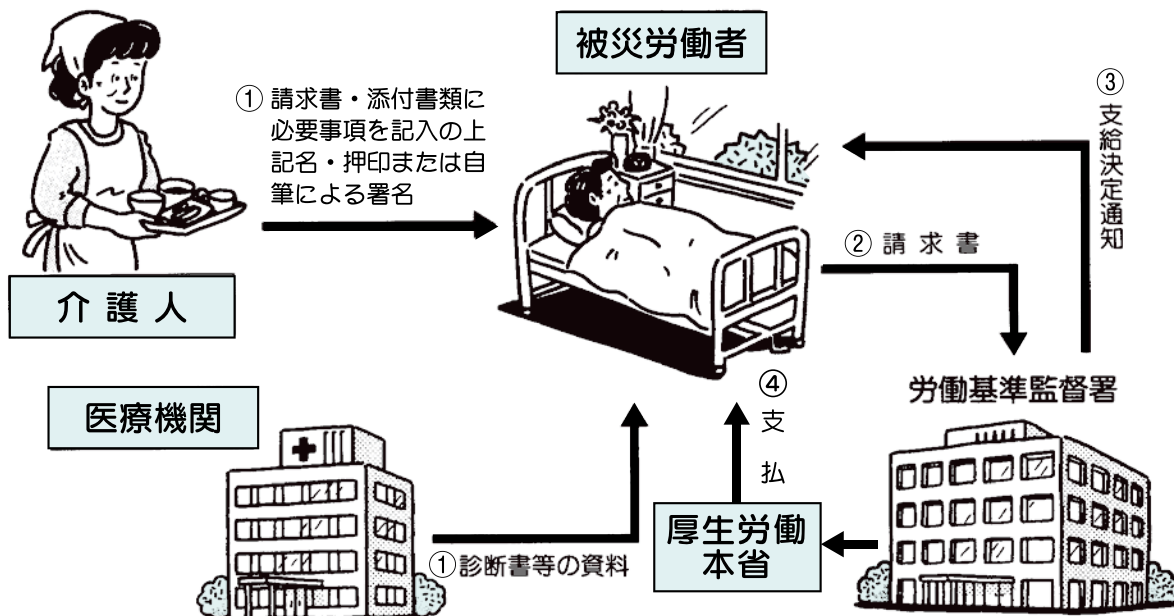 被災労働者
① 請求書・添付書類に
必要事項を記入の上
記名・押印または自
筆による署名
③支給決定通知
② 請求書
介護人
医療機関
④支払
労働基準監督署
厚生労働
本省
①診断書等の資料